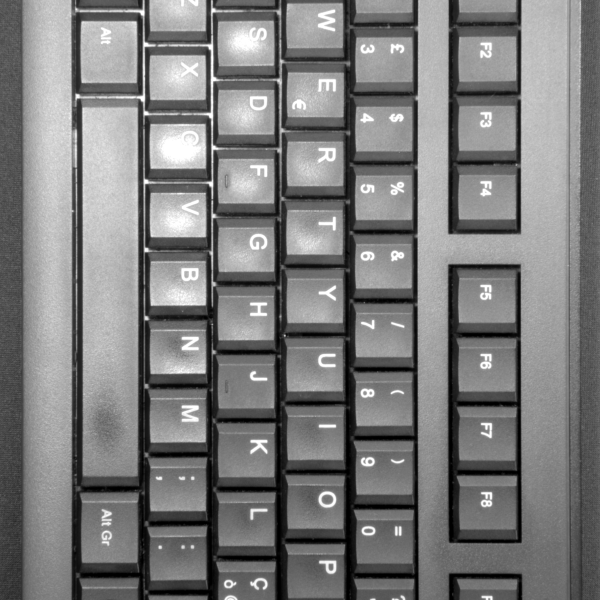 F2 F3 F4 F5 F6 F7 F8
£ $ % & / ( ) =
3 4 5 6 7 8 9 0
W E € R T Y U I O P
S D F G H J K L ç
ò
Z X C V B N M ; :
, .
Alt Alt Gr